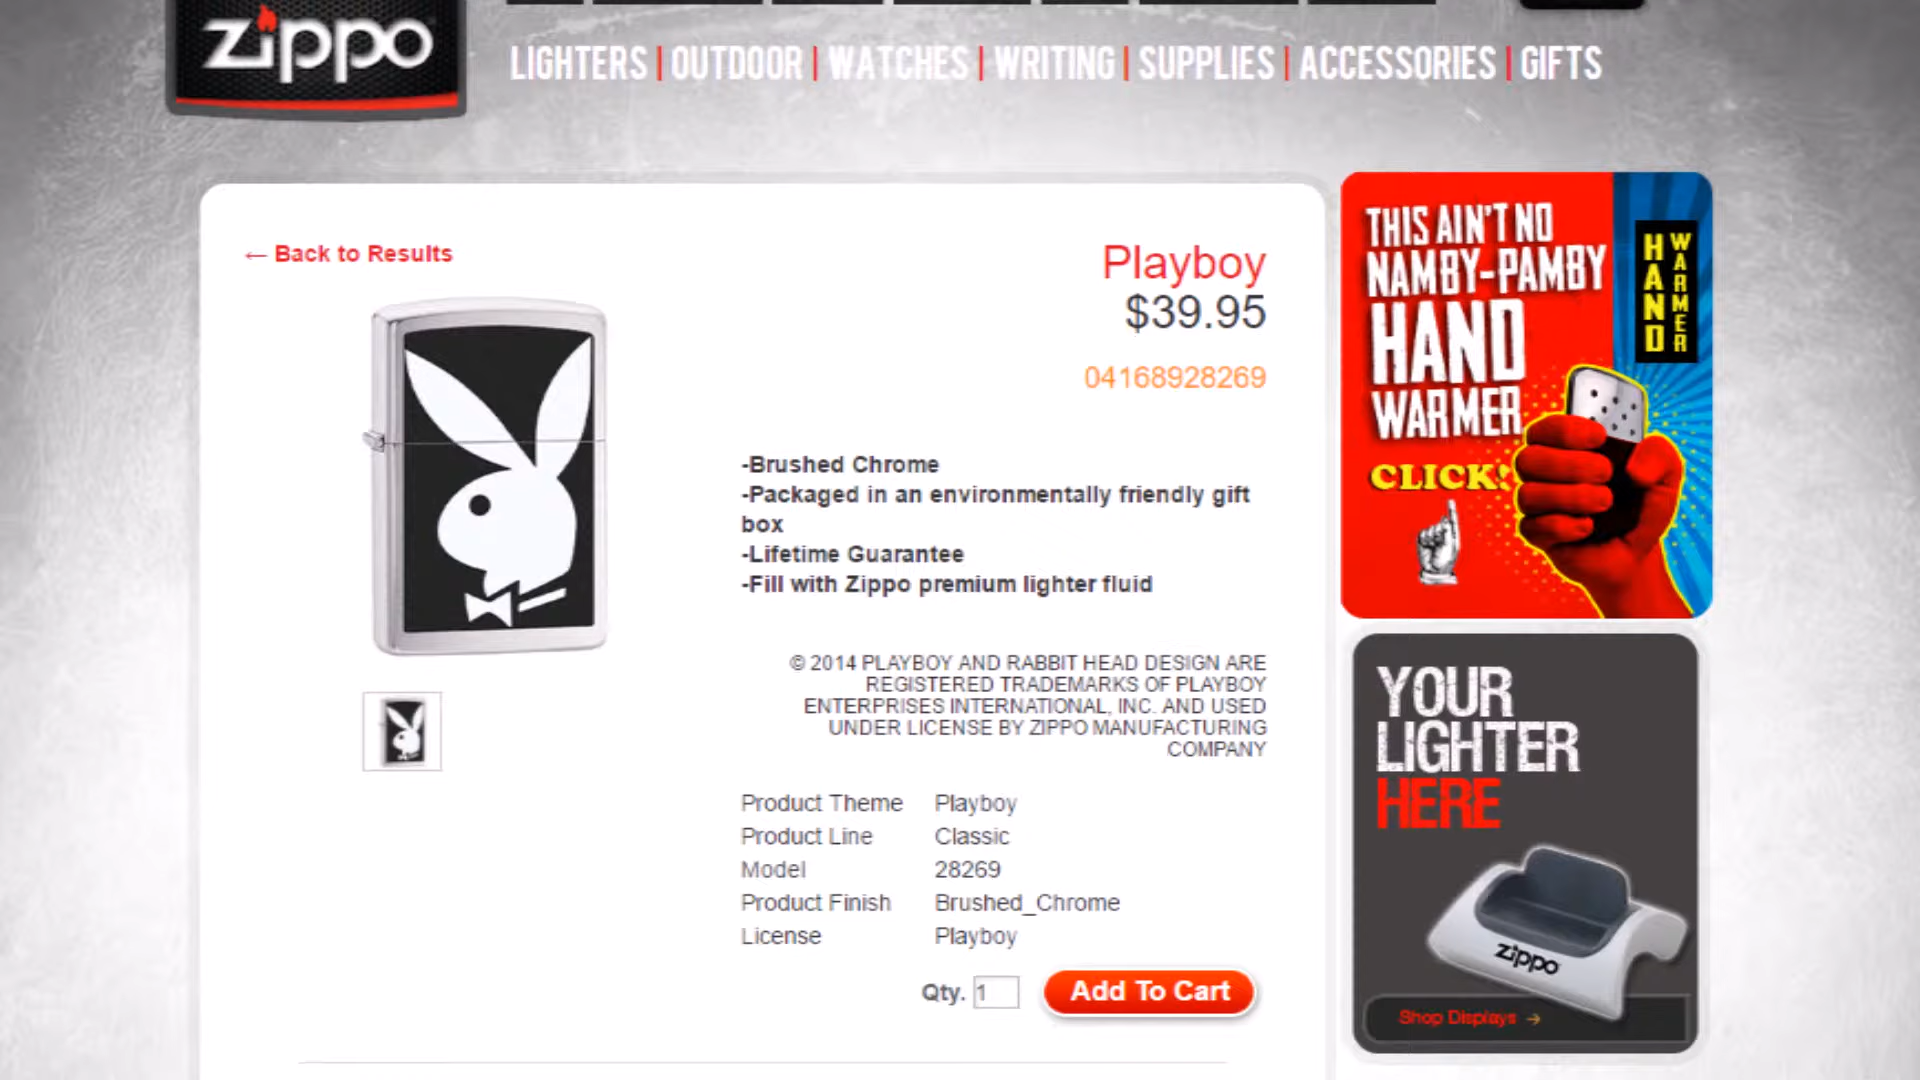 zippo
LIGHTERS | OUTDOOR | WATCHES | WRITING | SUPPLIES | ACCESSORIES | GIFTS
← Back to Results
Playboy
$39.95
04168928269
-Brushed Chrome
-Packaged in an environmentally friendly gift
box
-Lifetime Guarantee
-Fill with Zippo premium lighter fluid
© 2014 PLAYBOY AND RABBIT HEAD DESIGN ARE
REGISTERED TRADEMARKS OF PLAYBOY
ENTERPRISES INTERNATIONAL, INC. AND USED
UNDER LICENSE BY ZIPPO MANUFACTURING
COMPANY
Product Theme Playboy
Product Line Classic
Model 28269
Product Finish Brushed_Chrome
License Playboy
Qty. 1 Add To Cart
THIS AIN'T NO
NAMBY-PAMBY
HAND
WARMER
CLICK!
HAND
WARMER
YOUR
LIGHTER
HERE
zippo
Shop Displays →